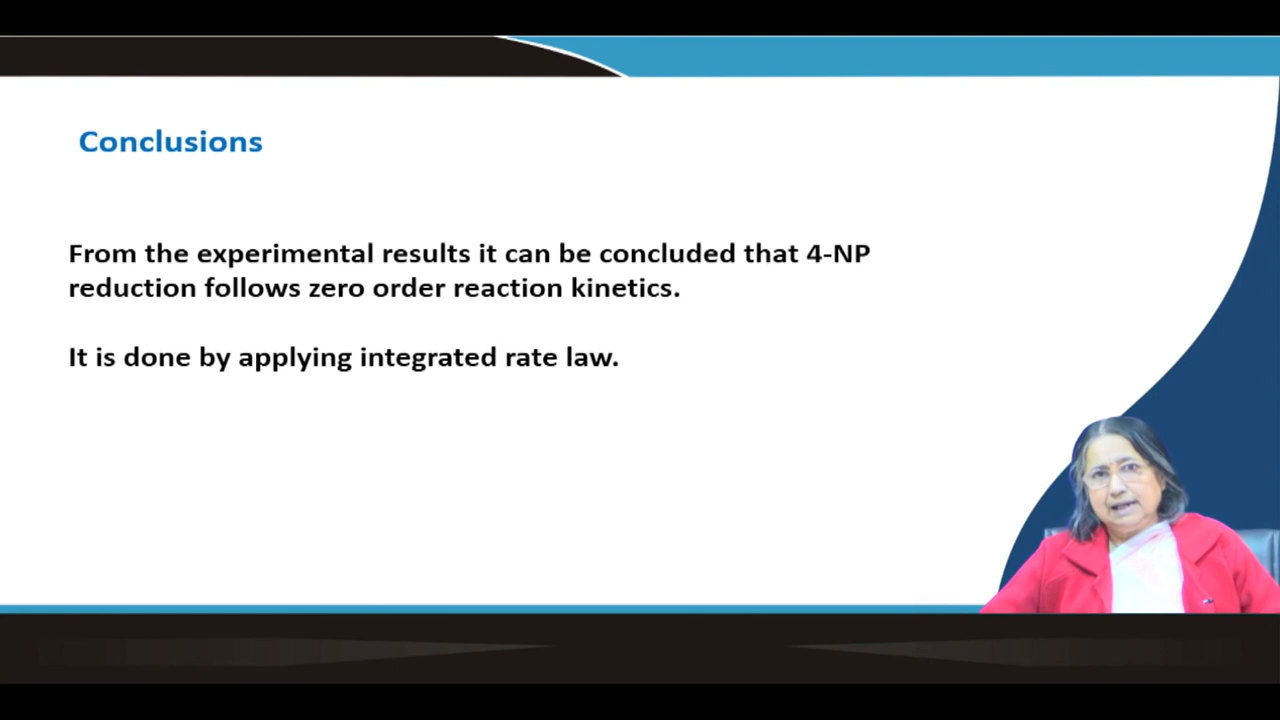 Conclusions
From the experimental results it can be concluded that 4-NP
reduction follows zero order reaction kinetics.
It is done by applying integrated rate law.